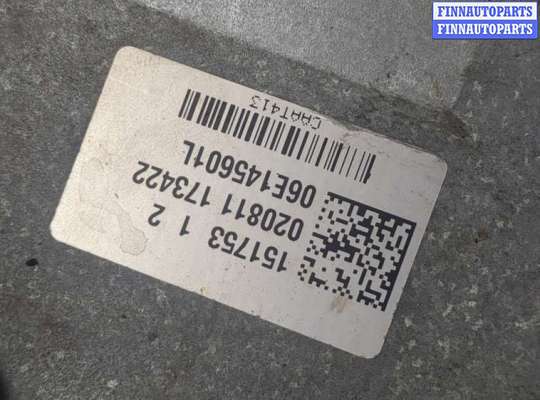 FINNAUTOPARTS
FINNAUTOPARTS
151753 1 2
020811 173422
06E145601L
CAAT413